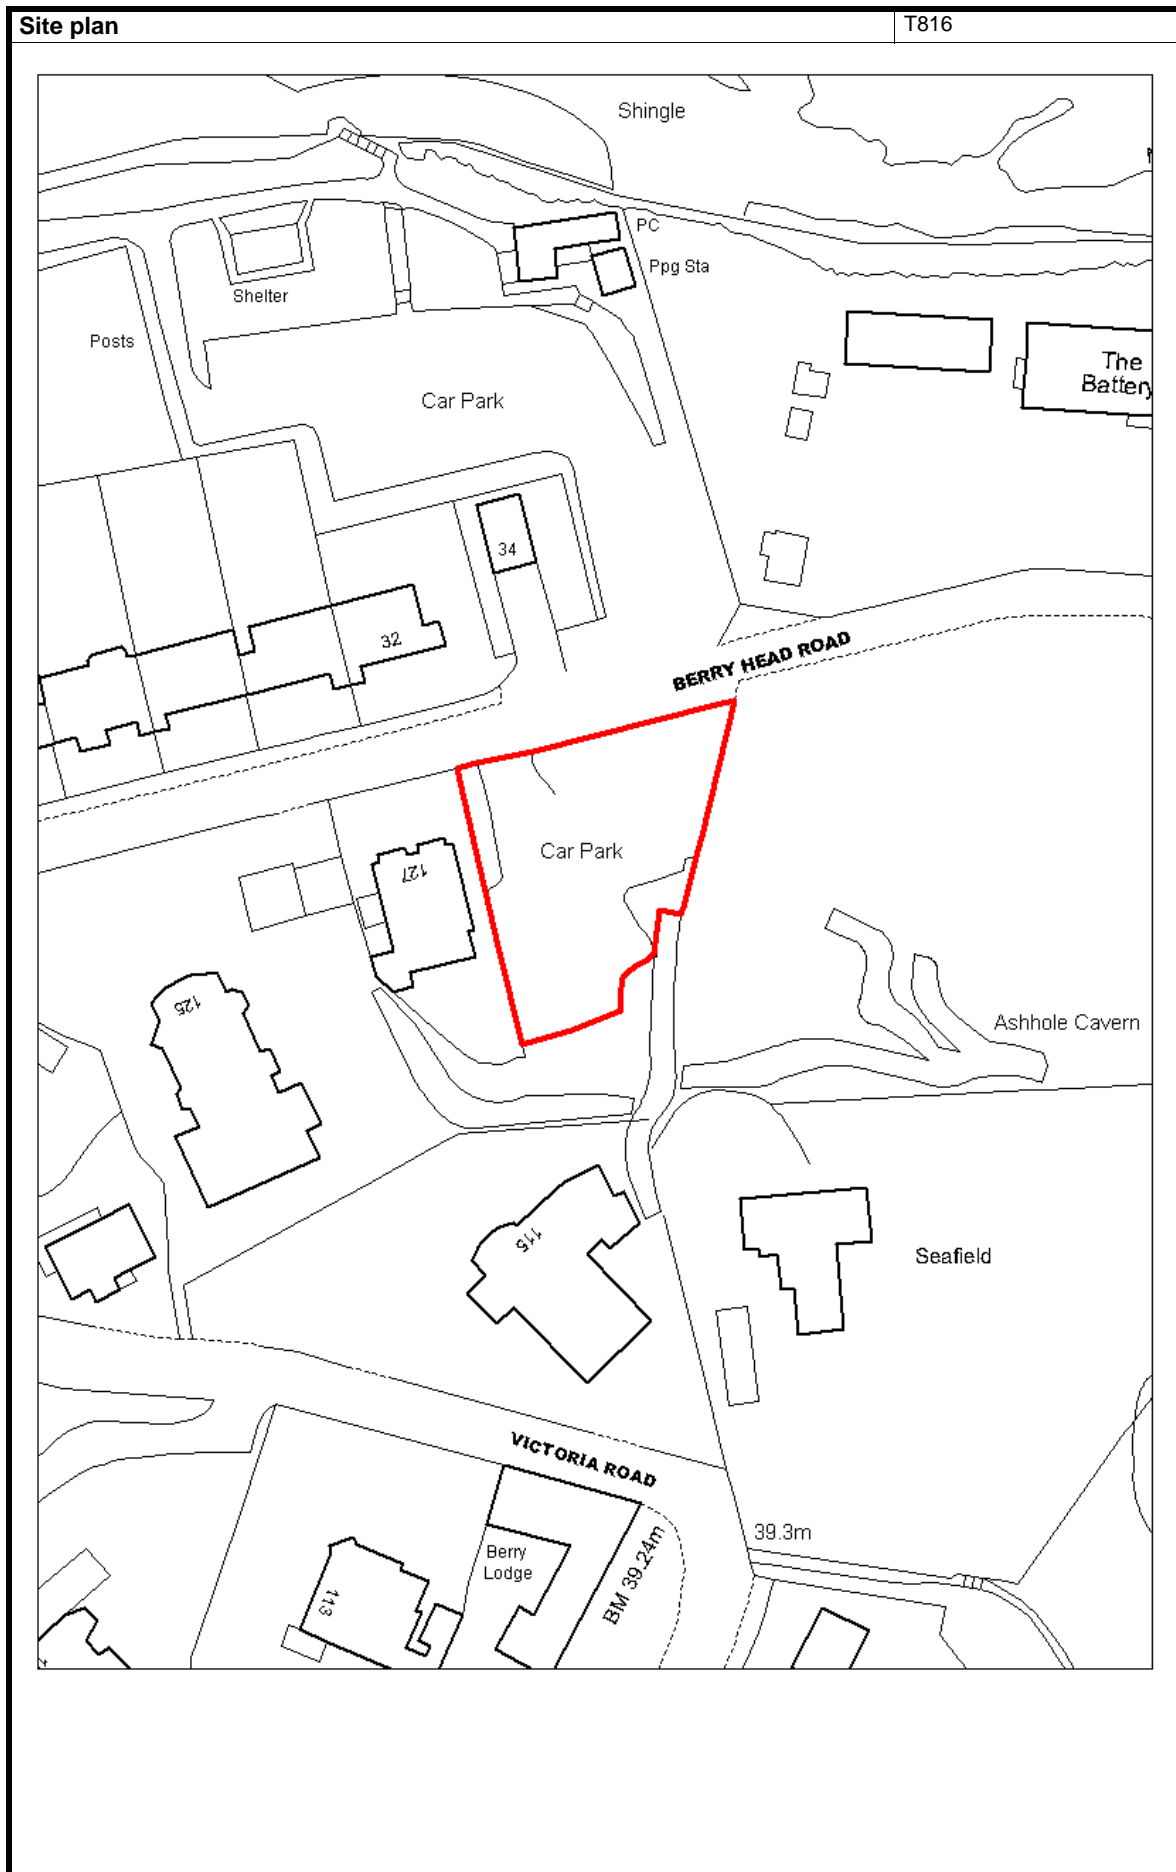 Site plan
T816
Shingle
PC
Ppg Sta
Shelter
Posts
The
Battery
Car Park
34
32
BERRY HEAD ROAD
Car Park
127
125
Ashhole Cavern
115
Seafield
VICTORIA ROAD
39.3m
Berry
Lodge
BM 39.24m
113